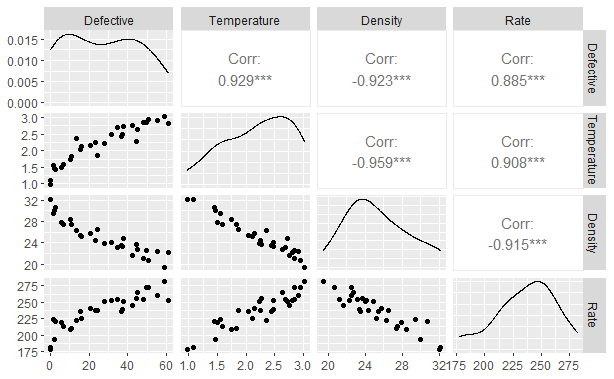 Defective Temperature Density Rate
0.015
0.010
0.005
0.000
Corr:
0.929***
Corr:
-0.923***
Corr:
0.885***
Defective
3.0
2.5
2.0
1.5
1.0
Corr:
-0.959***
Corr:
0.908***
Temperature
32
28
24
20
Corr:
-0.915***
Density
275
250
225
200
175
Rate
0 20 40 60 1.0 1.5 2.0 2.5 3.0 20 24 28 32 175 200 225 250 275